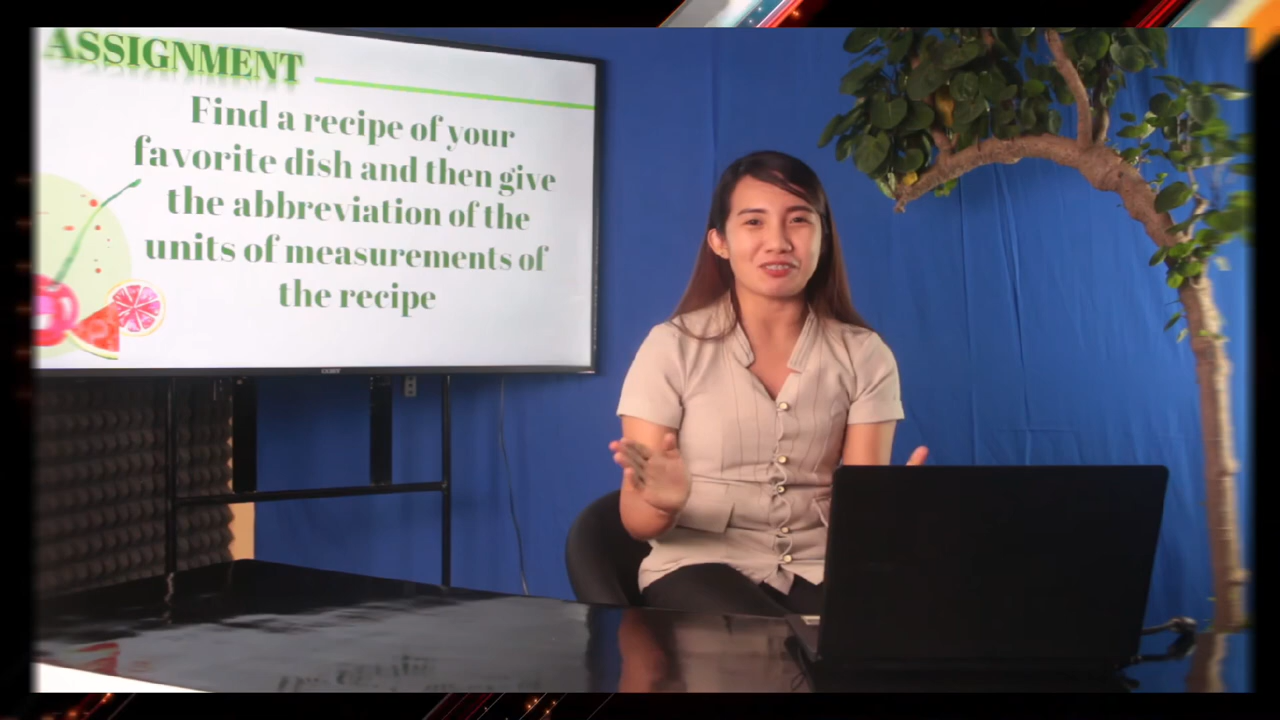 ASSIGNMENT
Find a recipe of your
favorite dish and then give
the abbreviation of the
units of measurements of
the recipe